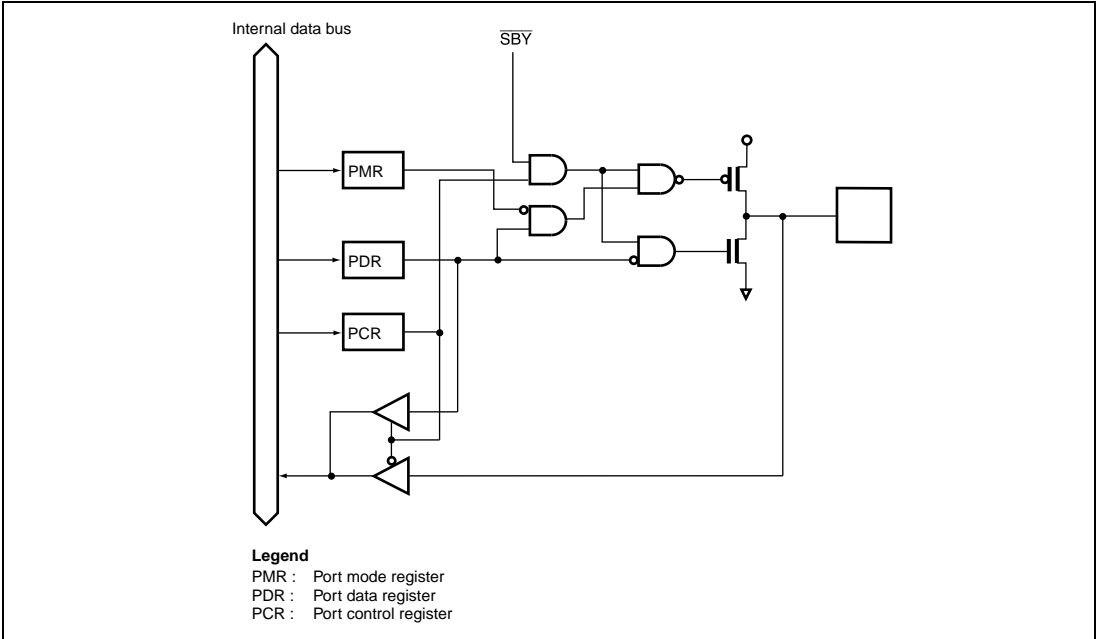 Internal data bus
SBY
PMR
PDR
PCR
Legend
PMR : Port mode register
PDR : Port data register
PCR : Port control register